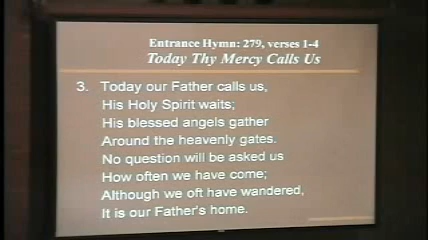 Entrance Hymn: 279, verses 1-4
Today Thy Mercy Calls Us
3. Today our Father calls us,
His Holy Spirit waits;
His blessed angels gather
Around the heavenly gates.
No question will be asked us
How often we have come;
Although we oft have wandered,
It is our Father's home.